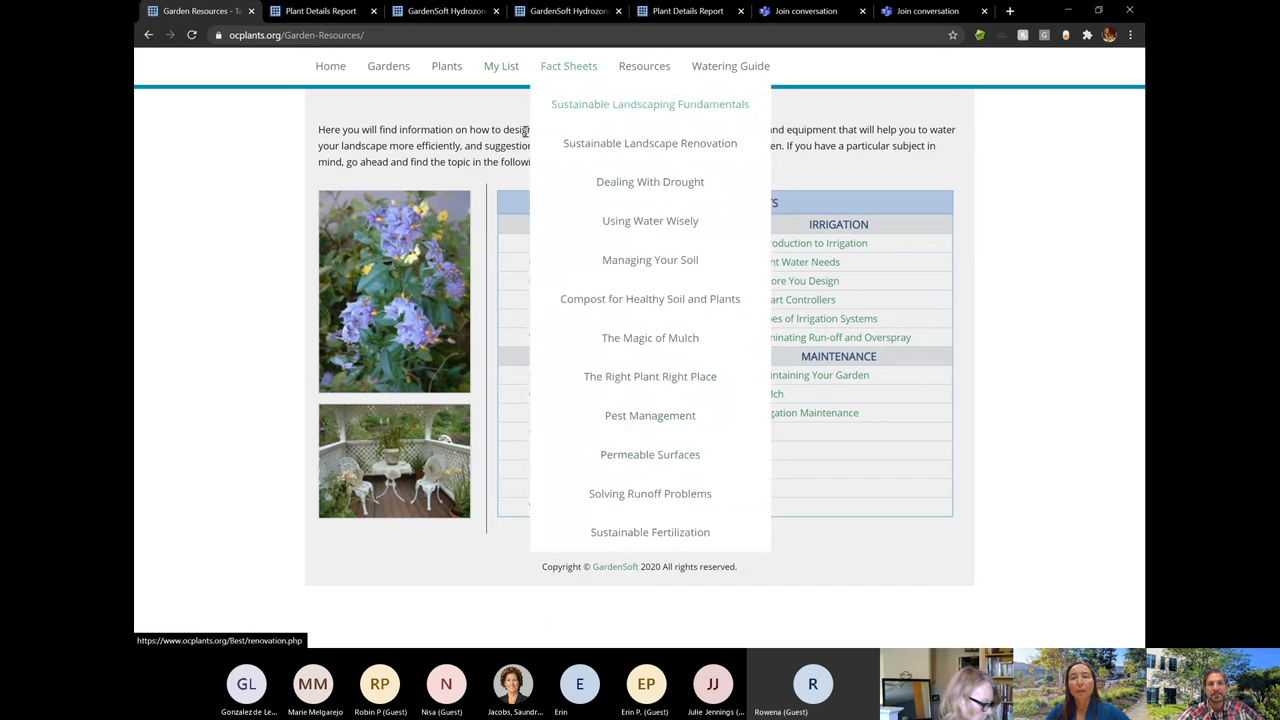 Garden Resources - Te
Plant Details Report
GardenSoft Hydrozon
GardenSoft Hydrozon
Plant Details Report
Join conversation
Join conversation
ocplants.org/Garden-Resources/
Home Gardens Plants My List Fact Sheets Resources Watering Guide
Sustainable Landscaping Fundamentals
Sustainable Landscape Renovation
Dealing With Drought
Using Water Wisely
Managing Your Soil
Compost for Healthy Soil and Plants
The Magic of Mulch
The Right Plant Right Place
Pest Management
Permeable Surfaces
Solving Runoff Problems
Sustainable Fertilization
Here you will find information on how to design and equipment that will help you to water
your landscape more efficiently, and suggestion en. If you have a particular subject in
mind, go ahead and find the topic in the followi
TS
IRRIGATION
roduction to Irrigation
nt Water Needs
ore You Design
art Controllers
es of Irrigation Systems
minating Run-off and Overspray
MAINTENANCE
intaining Your Garden
lch
gation Maintenance
Copyright © GardenSoft 2020 All rights reserved.
https://www.ocplants.org/Best/renovation.php
GL MM RP N E EP JJ R
Gonzalez de Le... Marie Melgarejo Robin P (Guest) Nisa (Guest) Jacobs, Saundr... Erin Erin P. (Guest) Julie Jennings (... Rowena (Guest)